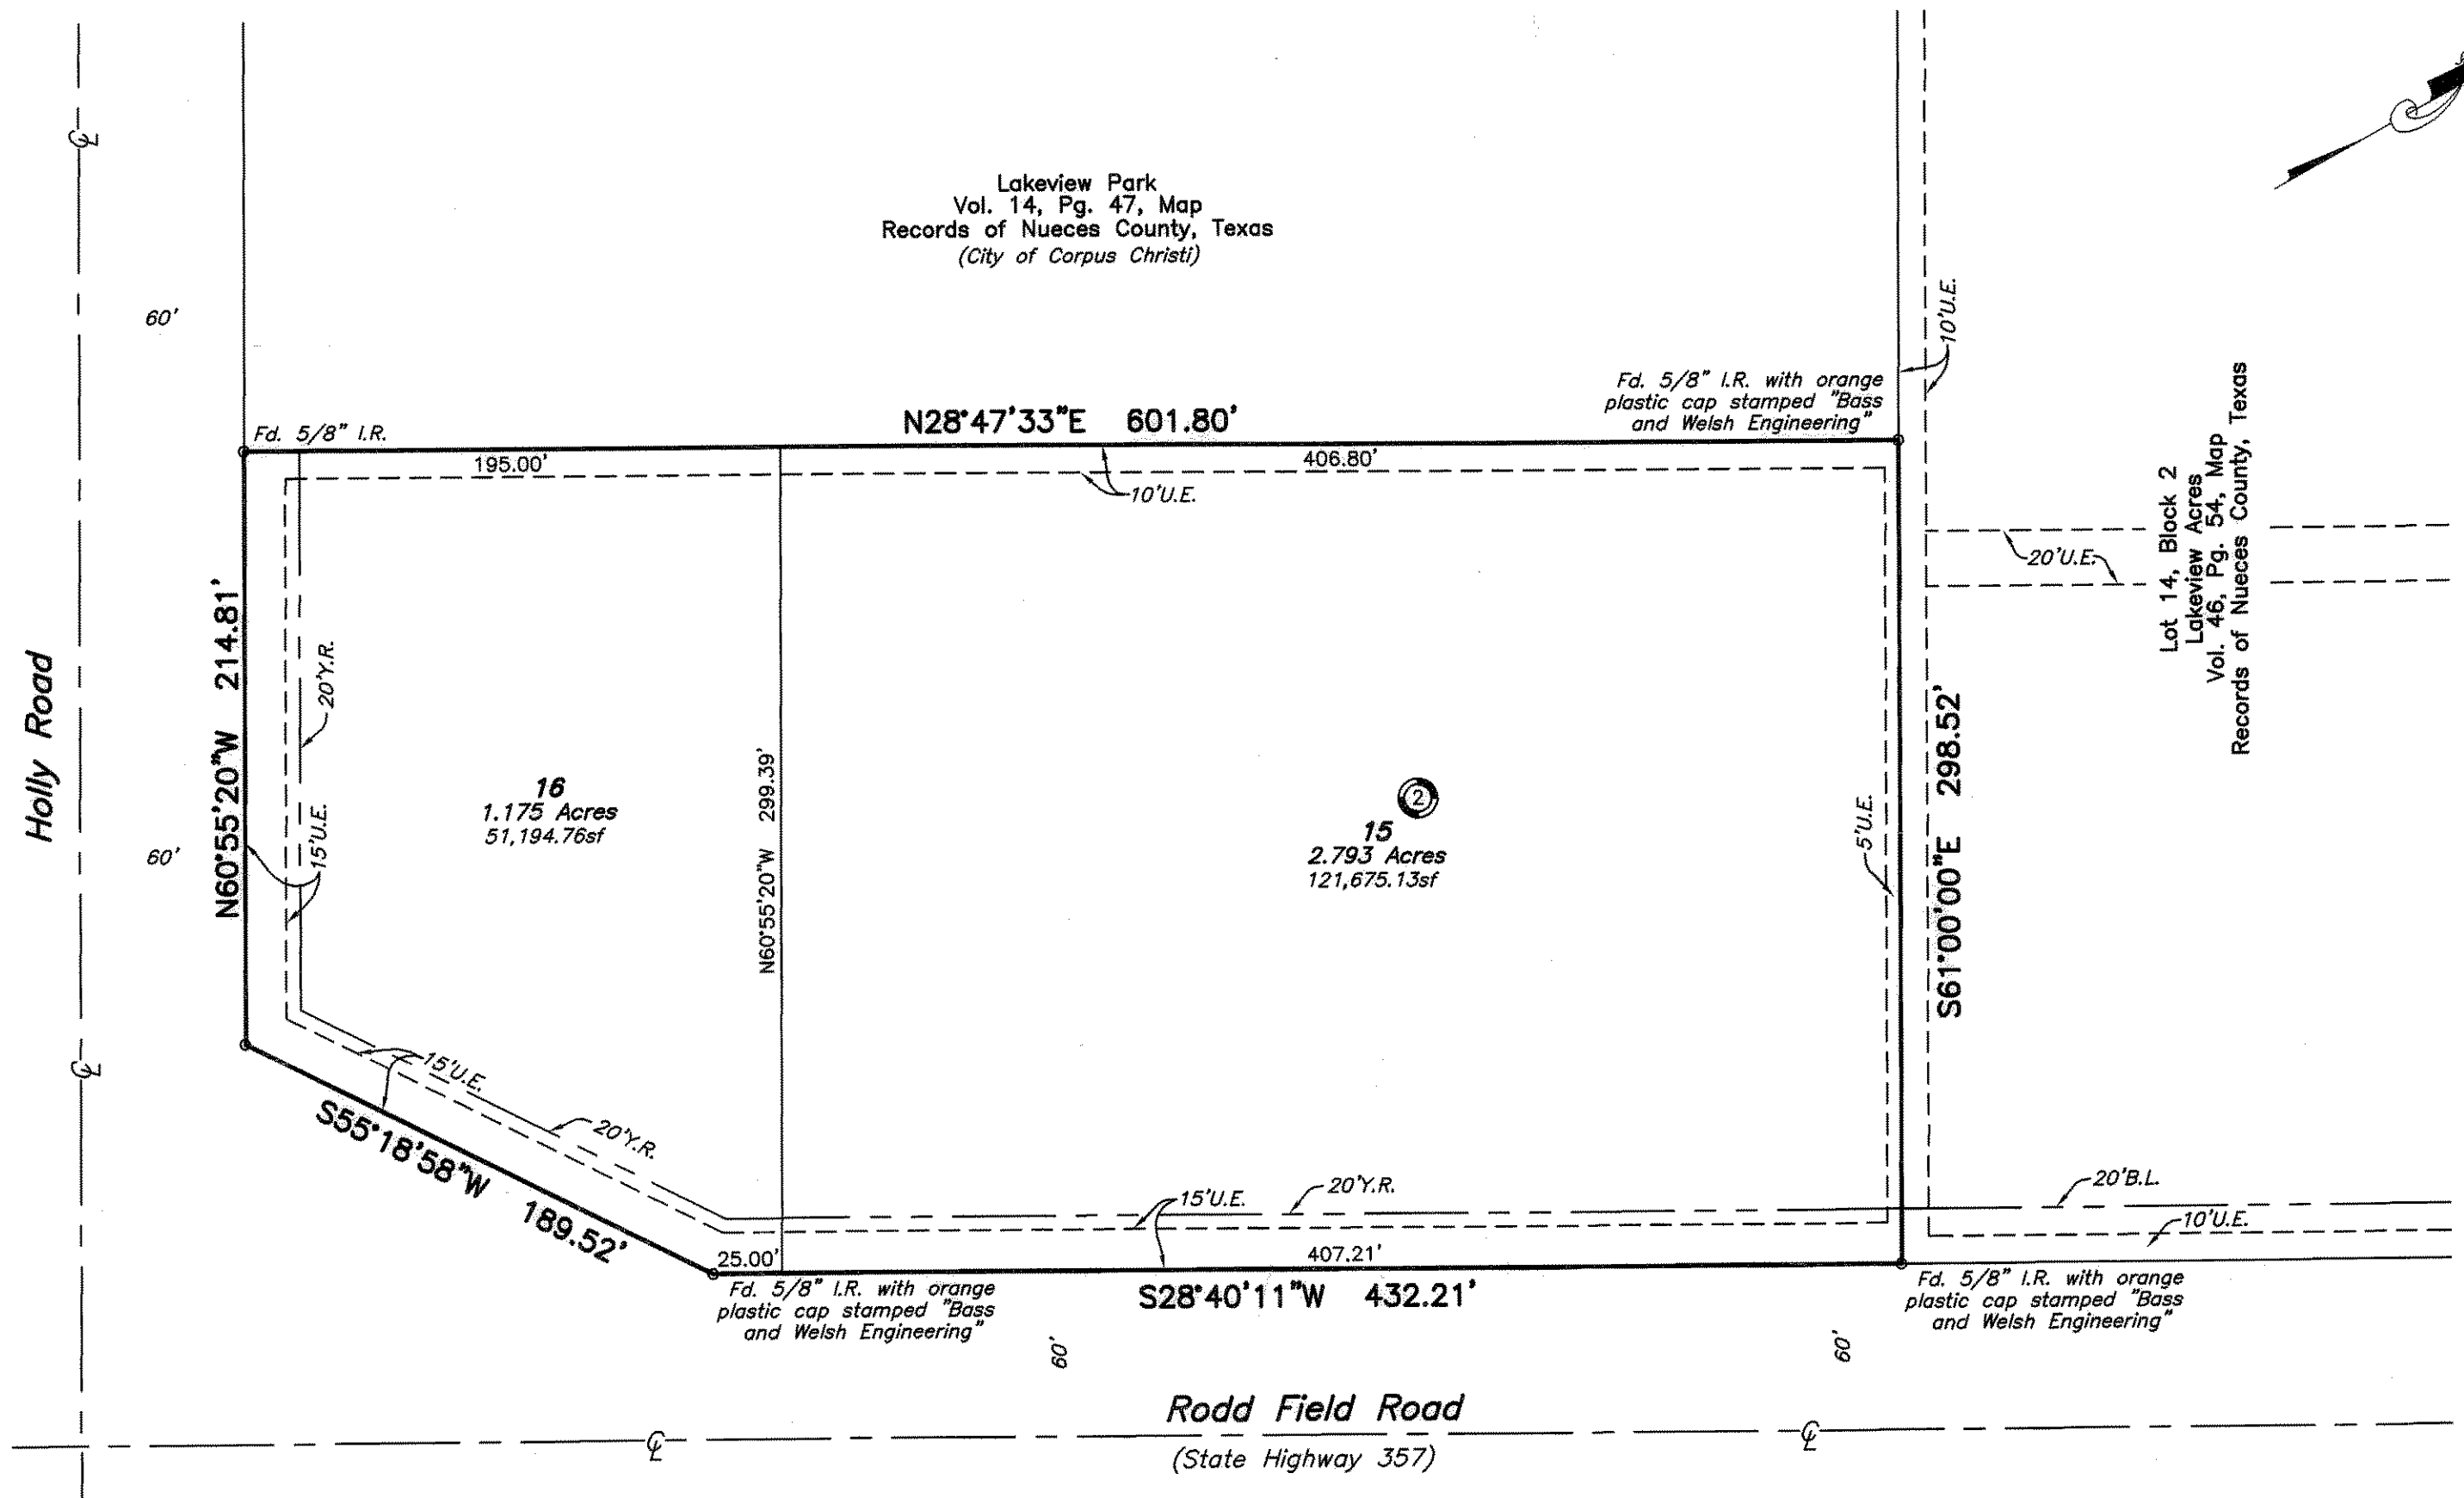 Lakeview Park
Vol. 14, Pg. 47, Map
Records of Nueces County, Texas
(City of Corpus Christi)
60'
10'U.E.
Fd. 5/8" I.R. with orange
plastic cap stamped "Bass
and Welsh Engineering"
N28°47'33"E 601.80'
Fd. 5/8" I.R.
195.00'
406.80'
10'U.E.
Lot 14, Block 2
Lakeview Acres
Vol. 46, Pg. 54, Map
Records of Nueces County, Texas
20'U.E.
Holly Road
N60°55'20"W 214.81'
20'Y.R.
15'U.E.
16
1.175 Acres
51,194.76sf
N60°55'20"W 299.39'
2
15
2.793 Acres
121,675.13sf
5'U.E.
S61°00'00"E 298.52'
60'
15'U.E.
20'Y.R.
S55°18'58"W 189.52'
15'U.E.
20'Y.R.
20'B.L.
10'U.E.
25.00'
407.21'
S28°40'11"W 432.21'
Fd. 5/8" I.R. with orange
plastic cap stamped "Bass
and Welsh Engineering"
Fd. 5/8" I.R. with orange
plastic cap stamped "Bass
and Welsh Engineering"
60'
60'
Rodd Field Road
(State Highway 357)